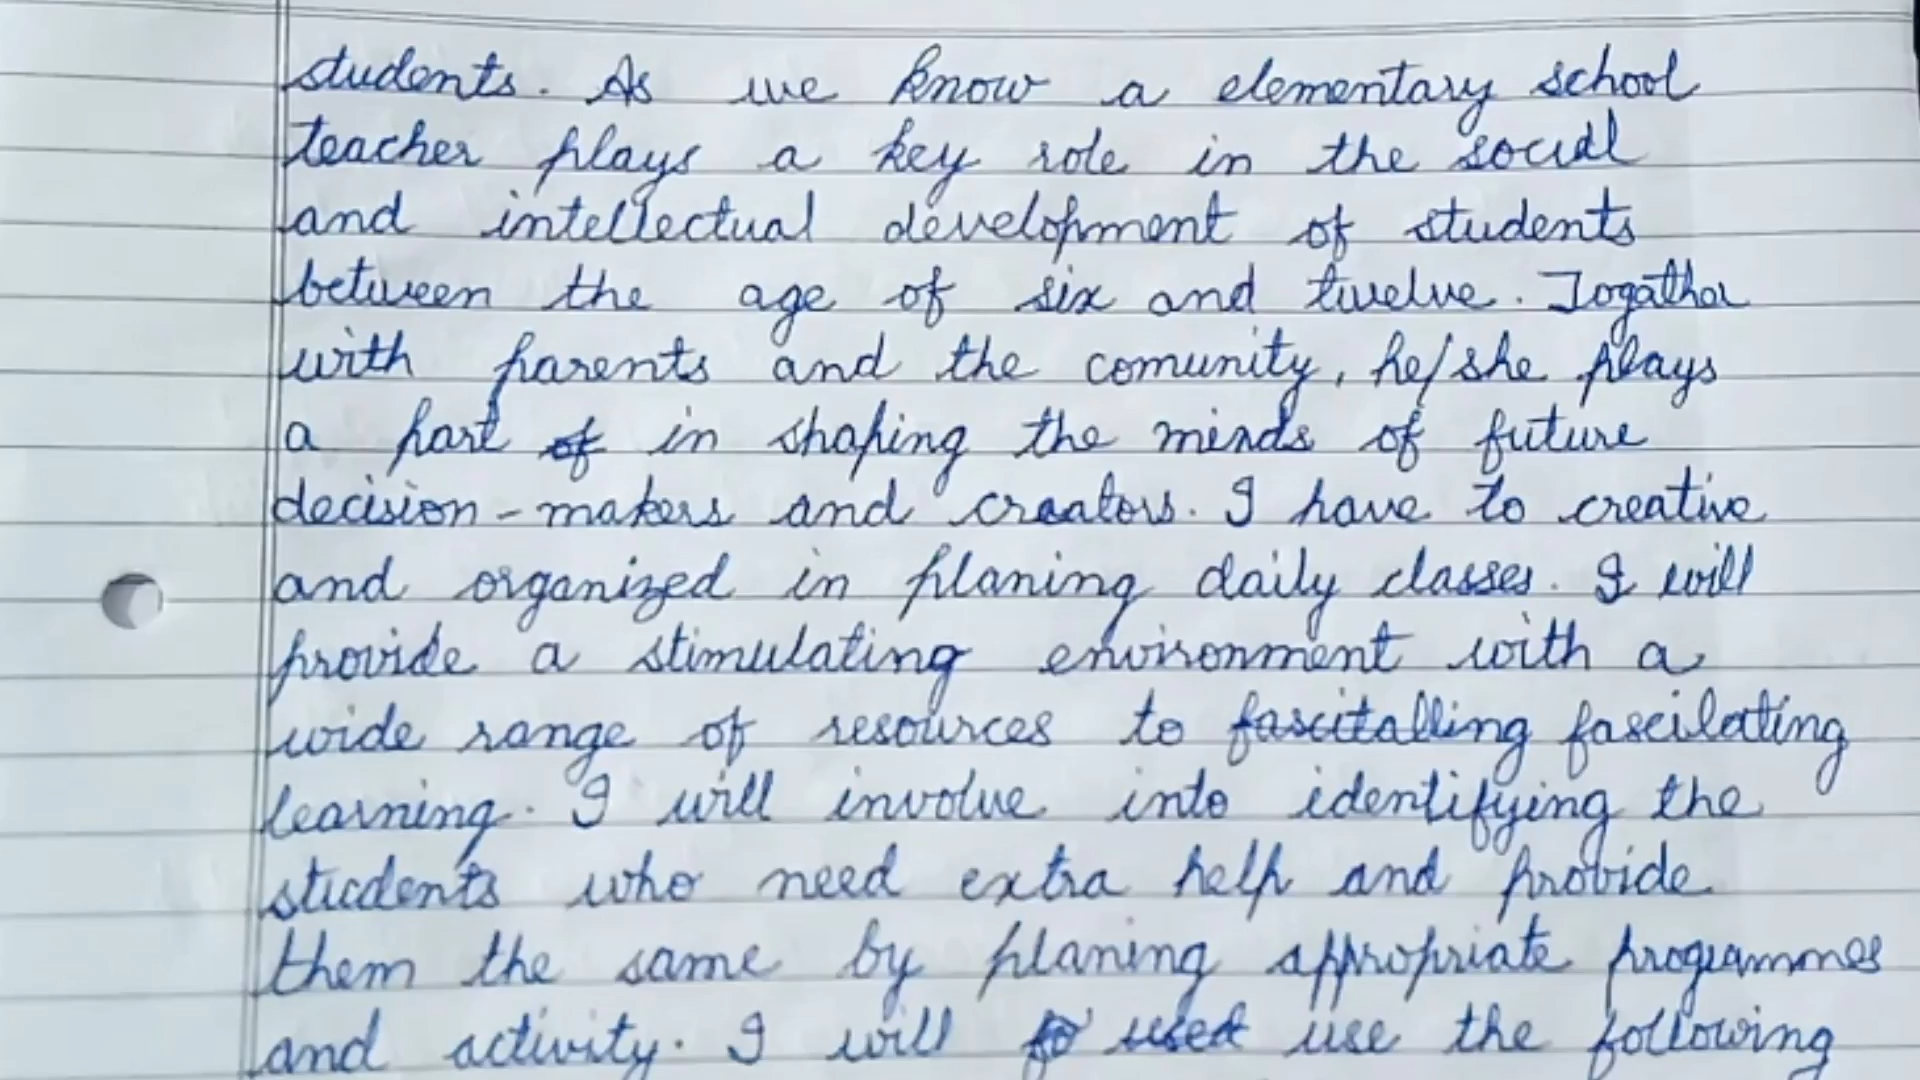 students. As we know a elementary school
teacher plays a key role in the social
and intellectual development of students
between the age of six and twelve. Togather
with parents and the comunity, he/she plays
a part of in shaping the minds of future
decision-makers and creators. I have to creative
and organized in planing daily classes. I will
provide a stimulating environment with a
wide range of resources to fascitalling fascilating
learning. I will involve into identifying the
students who need extra help and provide
them the same by planing appropriate programmes
and activity. I will to used use the following